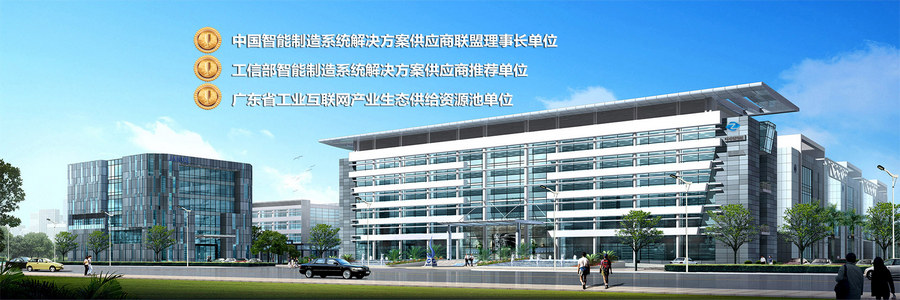 中国智能制造系统解决方案供应商联盟理事长单位
工信部智能制造系统解决方案供应商推荐单位
广东省工业互联网产业生态供给资源池单位